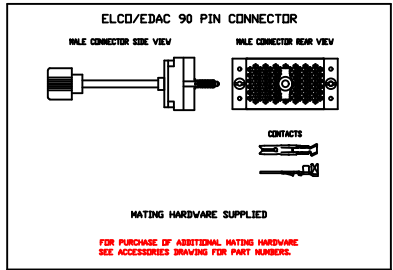 ELCO/EDAC 90 PIN CONNECTOR
MALE CONNECTOR SIDE VIEW
MALE CONNECTOR REAR VIEW
CONTACTS
MATING HARDWARE SUPPLIED
FOR PURCHASE OF ADDITIONAL MATING HARDWARE
SEE ACCESSORIES DRAWING FOR PART NUMBERS.